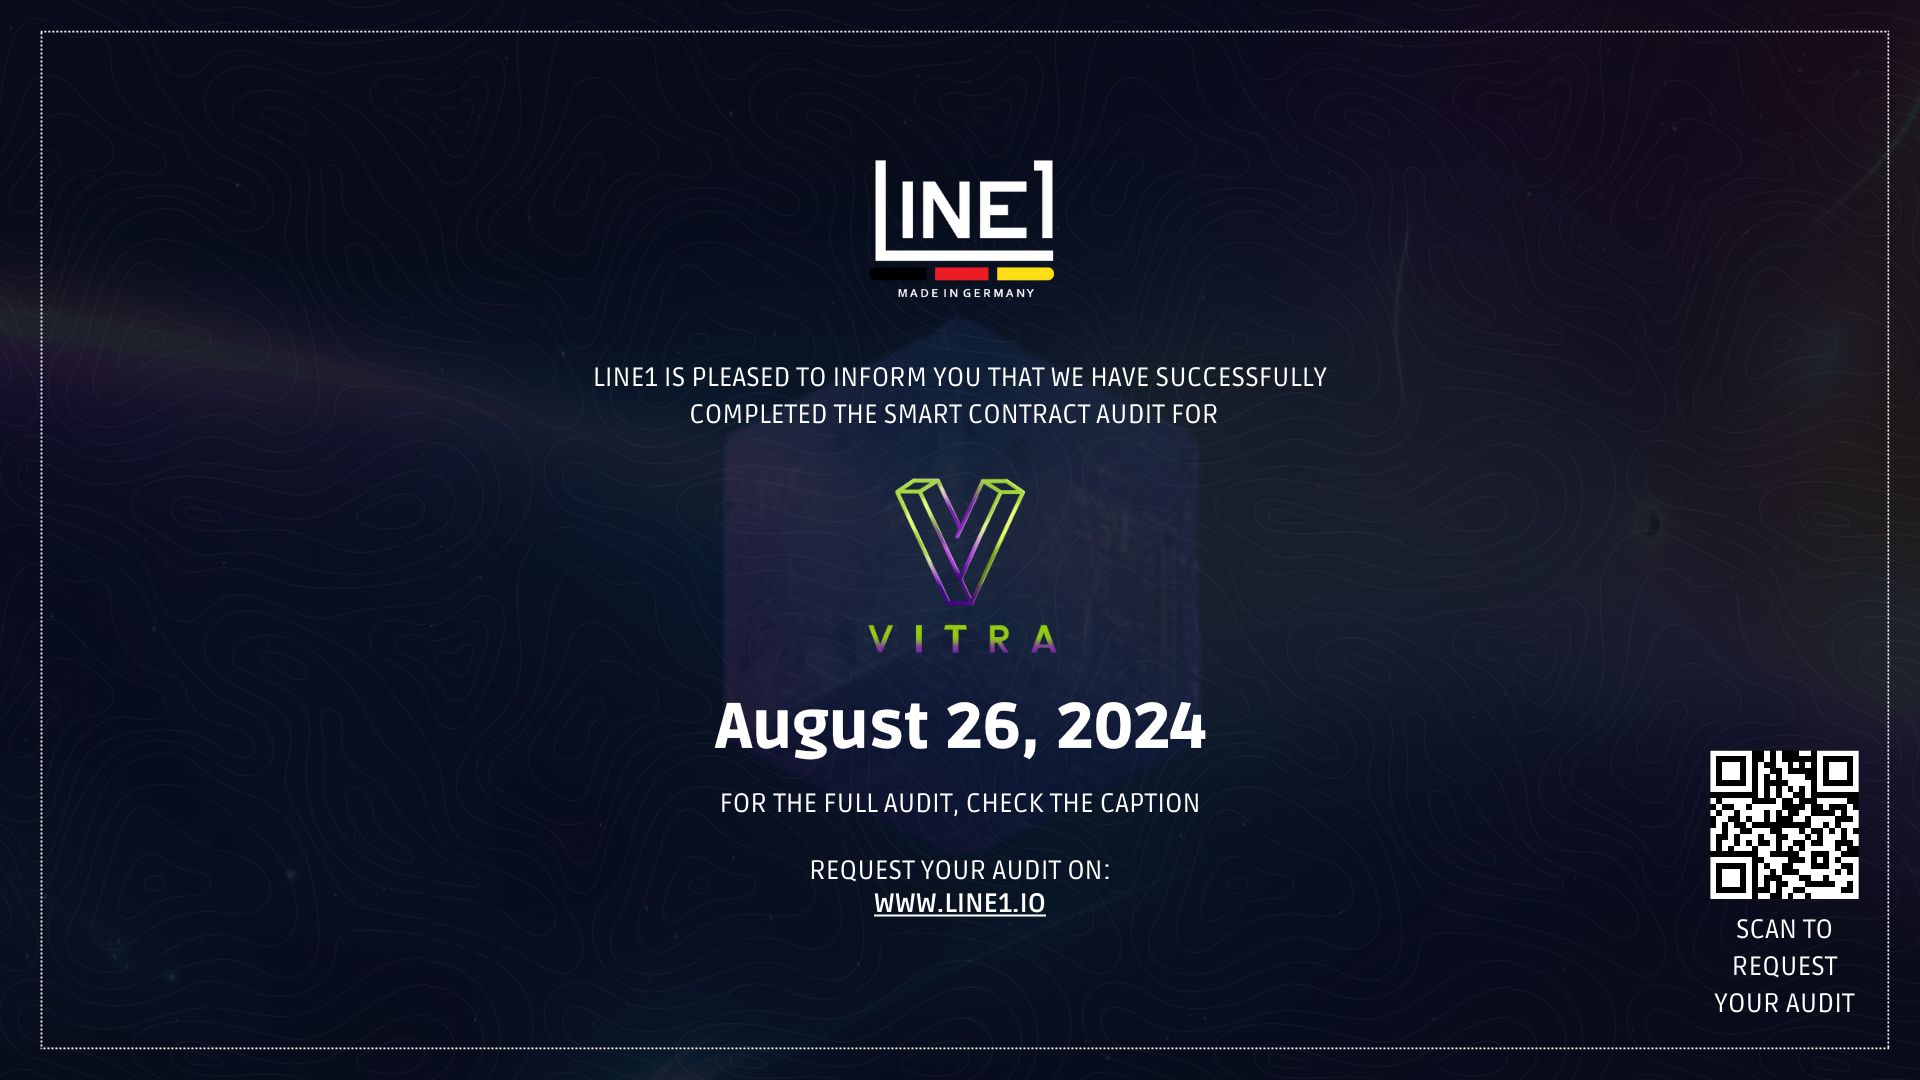 LINE1
MADE IN GERMANY
LINE1 IS PLEASED TO INFORM YOU THAT WE HAVE SUCCESSFULLY
COMPLETED THE SMART CONTRACT AUDIT FOR
VITRA
August 26, 2024
FOR THE FULL AUDIT, CHECK THE CAPTION
REQUEST YOUR AUDIT ON:
WWW.LINE1.IO
SCAN TO
REQUEST
YOUR AUDIT